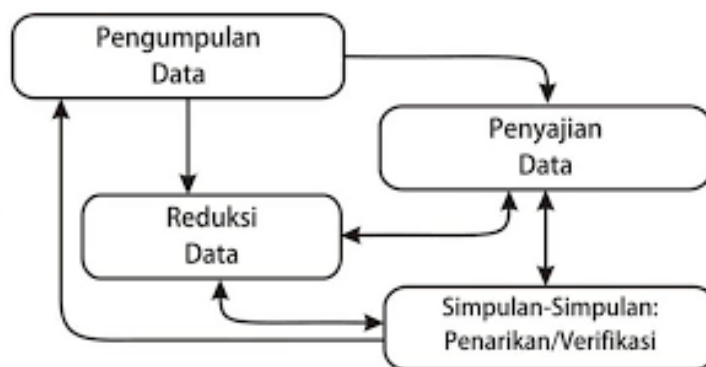 Pengumpulan
Data
Penyajian
Data
Reduksi
Data
Simpulan-Simpulan:
Penarikan/Verifikasi